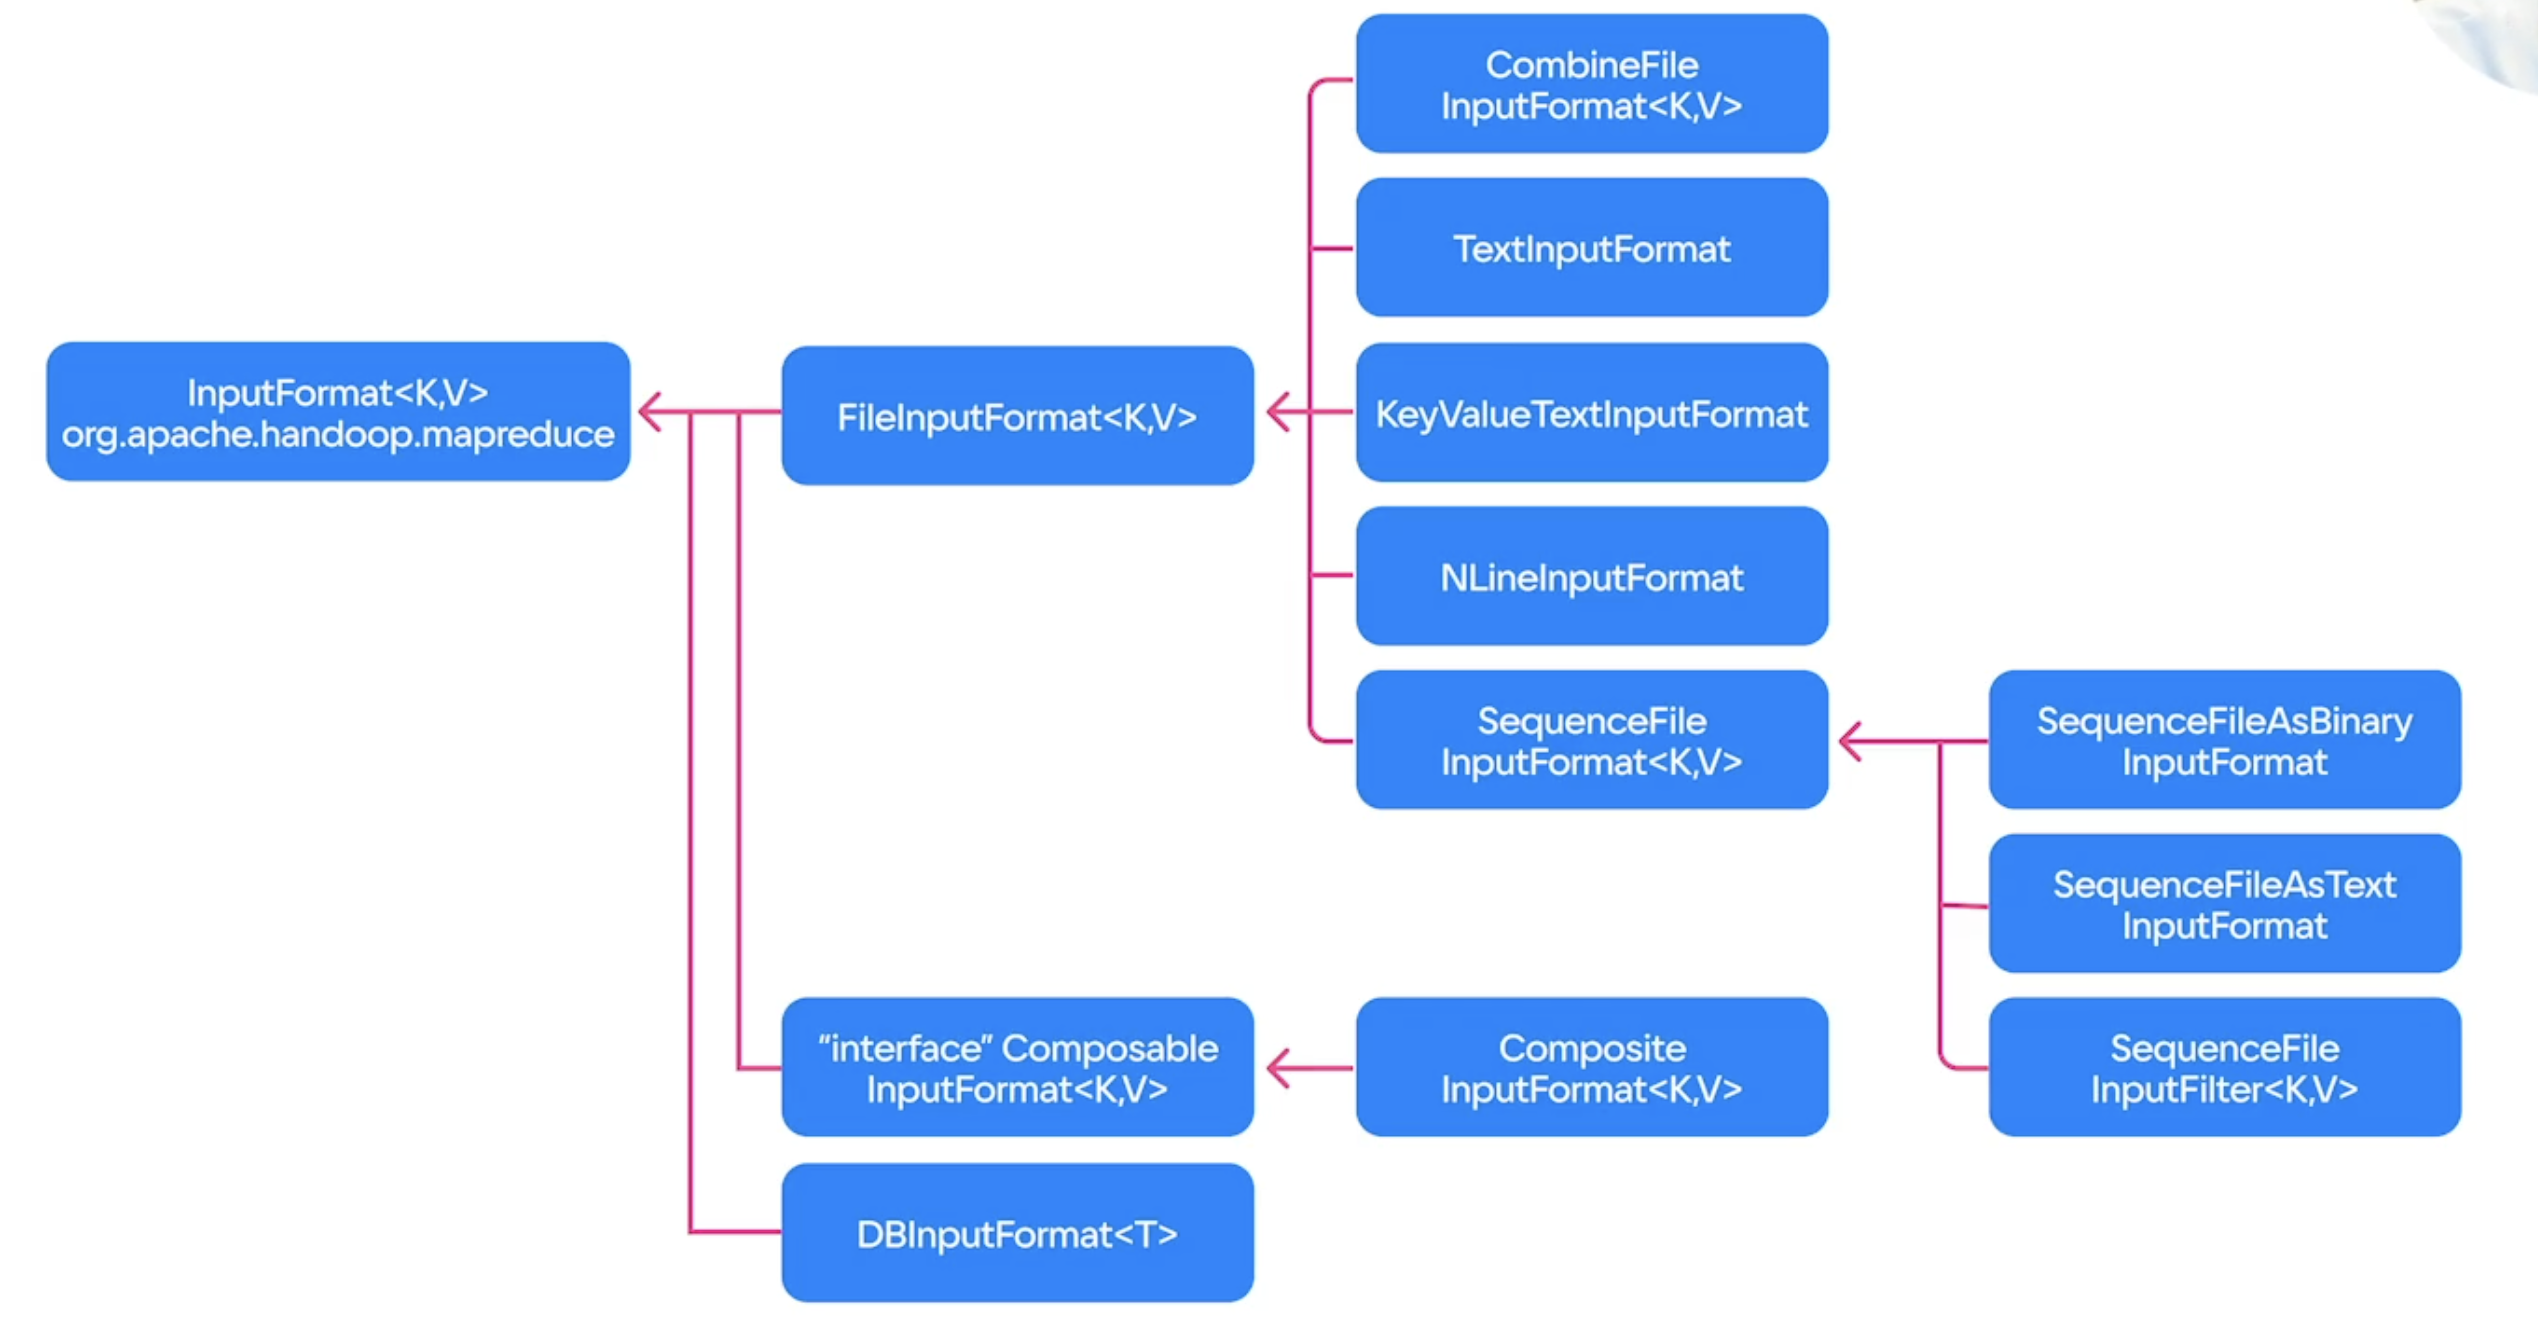 CombineFile
InputFormat<K,V>
TextInputFormat
InputFormat<K,V>
org.apache.handoop.mapreduce
FileInputFormat<K,V>
KeyValueTextInputFormat
NLineInputFormat
SequenceFile
InputFormat<K,V>
SequenceFileAsBinary
InputFormat
SequenceFileAsText
InputFormat
“interface” Composable
InputFormat<K,V>
Composite
InputFormat<K,V>
SequenceFile
InputFilter<K,V>
DBInputFormat<T>